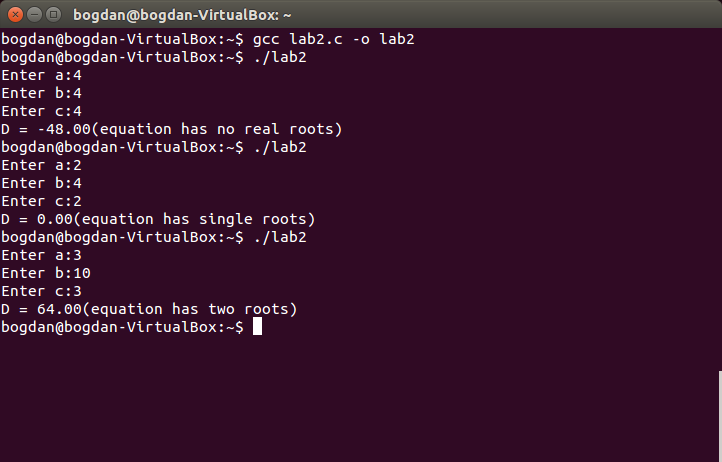 bogdan@bogdan-VirtualBox: ~
bogdan@bogdan-VirtualBox:~$ gcc lab2.c -o lab2
bogdan@bogdan-VirtualBox:~$ ./lab2
Enter a:4
Enter b:4
Enter c:4
D = -48.00(equation has no real roots)
bogdan@bogdan-VirtualBox:~$ ./lab2
Enter a:2
Enter b:4
Enter c:2
D = 0.00(equation has single roots)
bogdan@bogdan-VirtualBox:~$ ./lab2
Enter a:3
Enter b:10
Enter c:3
D = 64.00(equation has two roots)
bogdan@bogdan-VirtualBox:~$